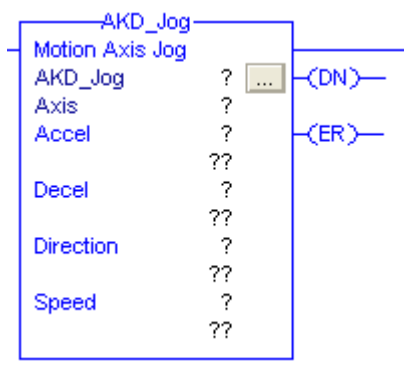 AKD_Jog
Motion Axis Jog
AKD_Jog ? ... (DN)
Axis ?
Accel ? (ER)
??
Decel ?
??
Direction ?
??
Speed ?
??